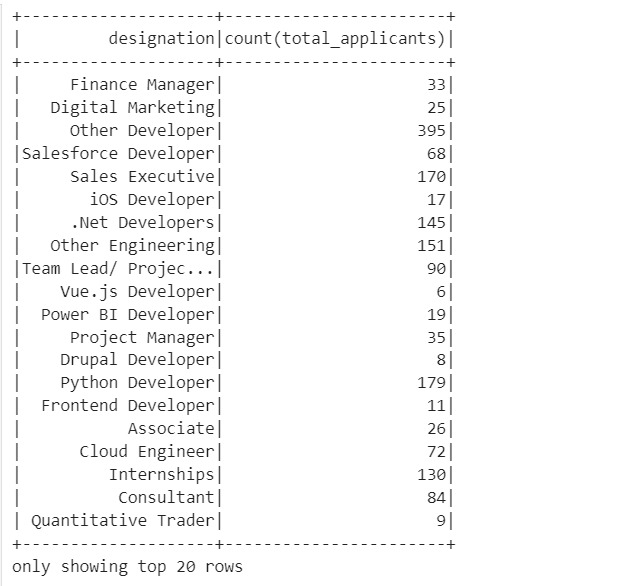 +--------------------+-----------------------+
|         designation|count(total_applicants)|
+--------------------+-----------------------+
|     Finance Manager|                     33|
|   Digital Marketing|                     25|
|     Other Developer|                    395|
|Salesforce Developer|                     68|
|     Sales Executive|                    170|
|       iOS Developer|                     17|
|     .Net Developers|                    145|
|   Other Engineering|                    151|
|Team Lead/ Projec...|                     90|
|    Vue.js Developer|                      6|
|  Power BI Developer|                     19|
|     Project Manager|                     35|
|    Drupal Developer|                      8|
|    Python Developer|                    179|
|  Frontend Developer|                     11|
|           Associate|                     26|
|      Cloud Engineer|                     72|
|         Internships|                    130|
|          Consultant|                     84|
| Quantitative Trader|                      9|
+--------------------+-----------------------+
only showing top 20 rows